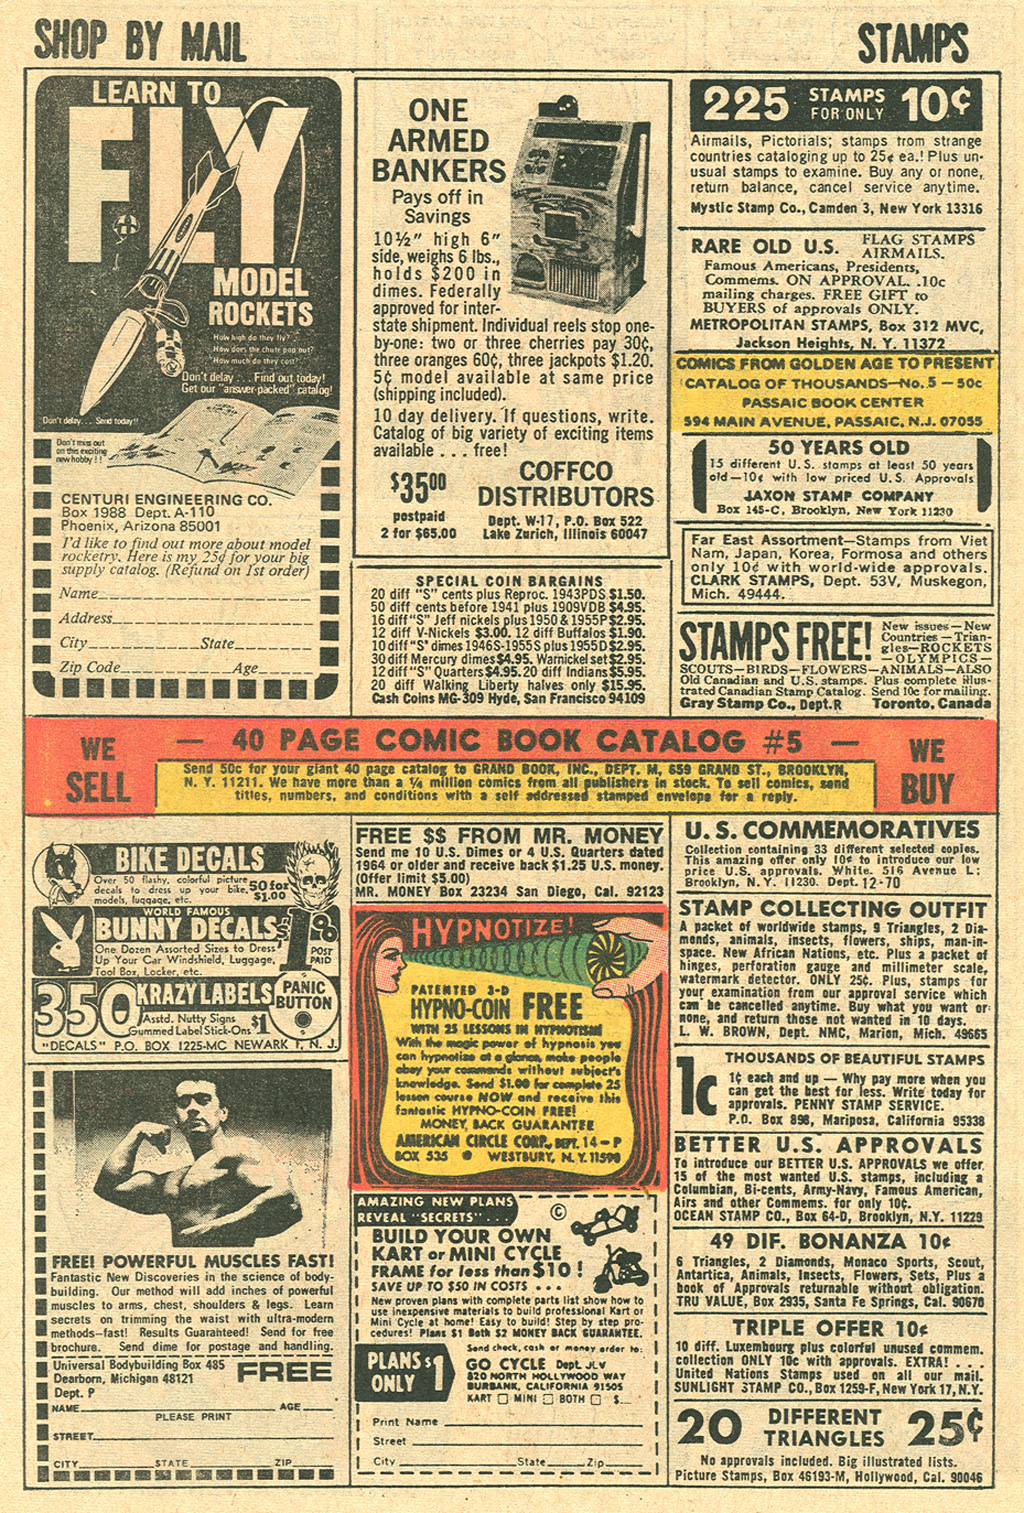 SHOP BY MAIL
STAMPS
LEARN TO
FLY
MODEL
ROCKETS
How high do they fly?
How does the chute pop out?
How much do they cost?
Don't delay... Find out today!
Get our "answer-packed" catalog!
Don't delay... Send today!!
Don't miss out
on this exciting
new hobby!!
CENTURI ENGINEERING CO.
Box 1988 Dept. A-110
Phoenix, Arizona 85001
I'd like to find out more about model
rocketry. Here is my 25¢ for your big
supply catalog. (Refund on 1st order)
Name
Address
City State
Zip Code Age
ONE
ARMED
BANKERS
Pays off in
Savings
10½" high 6"
side, weighs 6 lbs.,
holds $200 in
dimes. Federally
approved for inter-
state shipment. Individual reels stop one-
by-one: two or three cherries pay 30¢,
three oranges 60¢, three jackpots $1.20.
5¢ model available at same price
(shipping included).
10 day delivery. If questions, write.
Catalog of big variety of exciting items
available . . . free!
$35.00
postpaid
2 for $65.00
COFFCO
DISTRIBUTORS
Dept. W-17, P.O. Box 522
Lake Zurich, Illinois 60047
SPECIAL COIN BARGAINS
20 diff "S" cents plus Reproc. 1943PDS $1.50.
50 diff cents before 1941 plus 1909VDB $4.95.
16 diff "S" Jeff nickels plus 1950 & 1955P $2.95.
12 diff V-Nickels $3.00. 12 diff Buffalos $1.90.
10 diff "S" dimes 1946S-1955S plus 1955D $2.95.
30 diff Mercury dimes $4.95. Warnickel set $2.95.
12 diff "S" Quarters $4.95. 20 diff Indians $5.95.
20 diff Walking Liberty halves only $15.95.
Cash Coins MG-309 Hyde, San Francisco 94109
225 STAMPS FOR ONLY 10¢
Airmails, Pictorials; stamps from strange
countries cataloging up to 25¢ ea.! Plus un-
usual stamps to examine. Buy any or none,
return balance, cancel service anytime.
Mystic Stamp Co., Camden 3, New York 13316
RARE OLD U.S. FLAG STAMPS
AIRMAILS.
Famous Americans, Presidents,
Commems. ON APPROVAL. .10c
mailing charges. FREE GIFT to
BUYERS of approvals ONLY.
METROPOLITAN STAMPS, Box 312 MVC,
Jackson Heights, N. Y. 11372
COMICS FROM GOLDEN AGE TO PRESENT
CATALOG OF THOUSANDS—No. 5 — 50c
PASSAIC BOOK CENTER
594 MAIN AVENUE, PASSAIC, N.J. 07055
50 YEARS OLD
15 different U.S. stamps at least 50 years
old—10¢ with low priced U.S. Approvals
JAXON STAMP COMPANY
Box 145-C, Brooklyn, New York 11230
Far East Assortment—Stamps from Viet
Nam, Japan, Korea, Formosa and others
only 10¢ with world-wide approvals.
CLARK STAMPS, Dept. 53V, Muskegon,
Mich. 49444.
STAMPS FREE!
New issues—New
Countries — Trian-
gles—ROCKETS
—OLYMPICS—
SCOUTS—BIRDS—FLOWERS—ANIMALS—ALSO
Old Canadian and U.S. stamps. Plus complete illus-
trated Canadian Stamp Catalog. Send 10c for mailing.
Gray Stamp Co., Dept. R Toronto, Canada
WE
SELL
— 40 PAGE COMIC BOOK CATALOG #5 —
Send 50c for your giant 40 page catalog to GRAND BOOK, INC., DEPT. M, 659 GRAND ST., BROOKLYN,
N. Y. 11211. We have more than a ¼ million comics from all publishers in stock. To sell comics, send
titles, numbers, and conditions with a self addressed stamped envelope for a reply.
WE
BUY
BIKE DECALS
Over 50 flashy, colorful picture
decals to dress up your bike,
models, luggage, etc.
50 for
$1.00
WORLD FAMOUS
BUNNY DECALS
One Dozen Assorted Sizes to Dress
Up Your Car Windshield, Luggage,
Tool Box, Locker, etc.
$1.00
POST
PAID
350 KRAZY LABELS
Asstd. Nutty Signs
Gummed Label Stick-Ons $1
PANIC
BUTTON
"DECALS" P.O. BOX 1225-MC NEWARK 1, N. J.
FREE! POWERFUL MUSCLES FAST!
Fantastic New Discoveries in the science of body-
building. Our method will add inches of powerful
muscles to arms, chest, shoulders & legs. Learn
secrets on trimming the waist with ultra-modern
methods—fast! Results Guaranteed! Send for free
brochure. Send dime for postage and handling.
Universal Bodybuilding Box 485
Dearborn, Michigan 48121
Dept. P
FREE
NAME AGE
PLEASE PRINT
STREET
CITY STATE ZIP
FREE $$ FROM MR. MONEY
Send me 10 U.S. Dimes or 4 U.S. Quarters dated
1964 or older and receive back $1.25 U.S. money.
(Offer limit $5.00)
MR. MONEY Box 23234 San Diego, Cal. 92123
HYPNOTIZE!
PATENTED 3-D
HYPNO-COIN FREE
WITH 25 LESSONS IN HYPNOTISM!
With the magic power of hypnosis you
can hypnotize at a glance, make people
obey your commands without subject's
knowledge. Send $1.00 for complete 25
lesson course NOW and receive this
fantastic HYPNO-COIN FREE!
MONEY BACK GUARANTEE
AMERICAN CIRCLE CORP., DEPT. 14-P
BOX 535 • WESTBURY, N. Y. 11590
AMAZING NEW PLANS
REVEAL "SECRETS" . . .
©
BUILD YOUR OWN
KART or MINI CYCLE
FRAME for less than $10!
SAVE UP TO $50 IN COSTS . . .
New proven plans with complete parts list show how to
use inexpensive materials to build professional Kart or
Mini Cycle at home! Easy to build! Step by step pro-
cedures! Plans $1 Both $2 MONEY BACK GUARANTEE.
Send check, cash or money order to:
PLANS $1
ONLY
GO CYCLE Dept. JLV
820 NORTH HOLLYWOOD WAY
BURBANK, CALIFORNIA 91505
KART □ MINI □ BOTH □ $
Print Name
Street
City State Zip
U. S. COMMEMORATIVES
Collection containing 33 different selected copies.
This amazing offer only 10¢ to introduce our low
price U.S. approvals. White. 516 Avenue L;
Brooklyn, N. Y. 11230. Dept. 12-70
STAMP COLLECTING OUTFIT
A packet of worldwide stamps, 9 Triangles, 2 Dia-
monds, animals, insects, flowers, ships, man-in-
space. New African Nations, etc. Plus a packet of
hinges, perforation gauge and millimeter scale,
watermark detector. ONLY 25¢. Plus, stamps for
your examination from our approval service which
can be cancelled anytime. Buy what you want or
none, and return those not wanted in 10 days.
L. W. BROWN, Dept. NMC, Marion, Mich. 49665
1c
THOUSANDS OF BEAUTIFUL STAMPS
1¢ each and up — Why pay more when you
can get the best for less. Write today for
approvals. PENNY STAMP SERVICE.
P.O. Box 898, Mariposa, California 95338
BETTER U.S. APPROVALS
To introduce our BETTER U.S. APPROVALS we offer
15 of the most wanted U.S. stamps, including a
Columbian, Bi-cents, Army-Navy, Famous American,
Airs and other Commems. for only 10¢.
OCEAN STAMP CO., Box 64-D, Brooklyn, N.Y. 11229
49 DIF. BONANZA 10¢
6 Triangles, 2 Diamonds, Monaco Sports, Scout,
Antartica, Animals, Insects, Flowers, Sets, Plus a
book of Approvals returnable without obligation.
TRU VALUE, Box 2935, Santa Fe Springs, Cal. 90670
TRIPLE OFFER 10¢
10 diff. Luxembourg plus colorful unused commem.
collection ONLY 10c with approvals. EXTRA! . . .
United Nations Stamps used on all our mail.
SUNLIGHT STAMP CO., Box 1259-F, New York 17, N.Y.
20 DIFFERENT
TRIANGLES 25¢
No approvals included. Big illustrated lists.
Picture Stamps, Box 46193-M, Hollywood, Cal. 90046